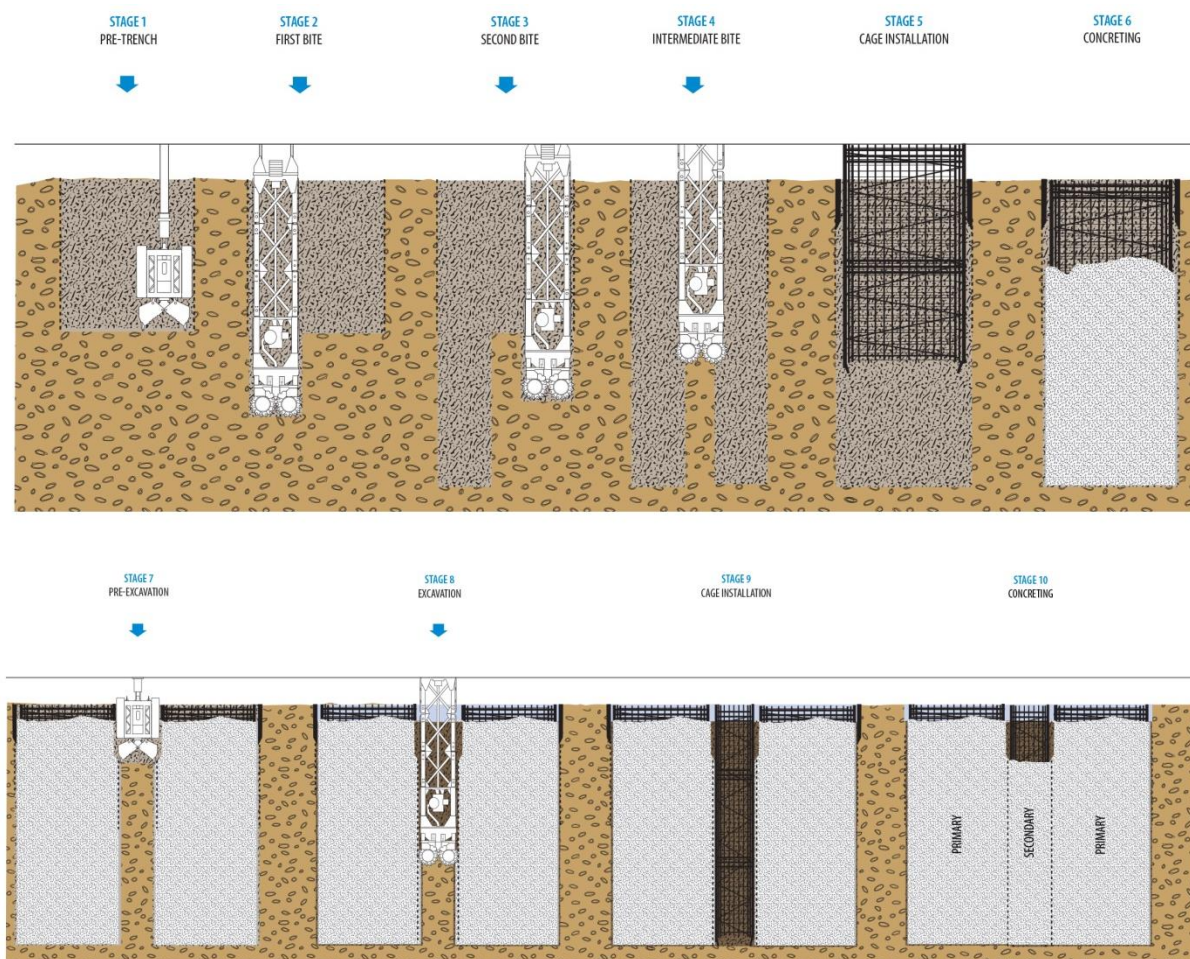 STAGE 1
PRE-TRENCH
STAGE 2
FIRST BITE
STAGE 3
SECOND BITE
STAGE 4
INTERMEDIATE BITE
STAGE 5
CAGE INSTALLATION
STAGE 6
CONCRETING
STAGE 7
PRE-EXCAVATION
STAGE 8
EXCAVATION
STAGE 9
CAGE INSTALLATION
STAGE 10
CONCRETING
PRIMARY
SECONDARY
PRIMARY